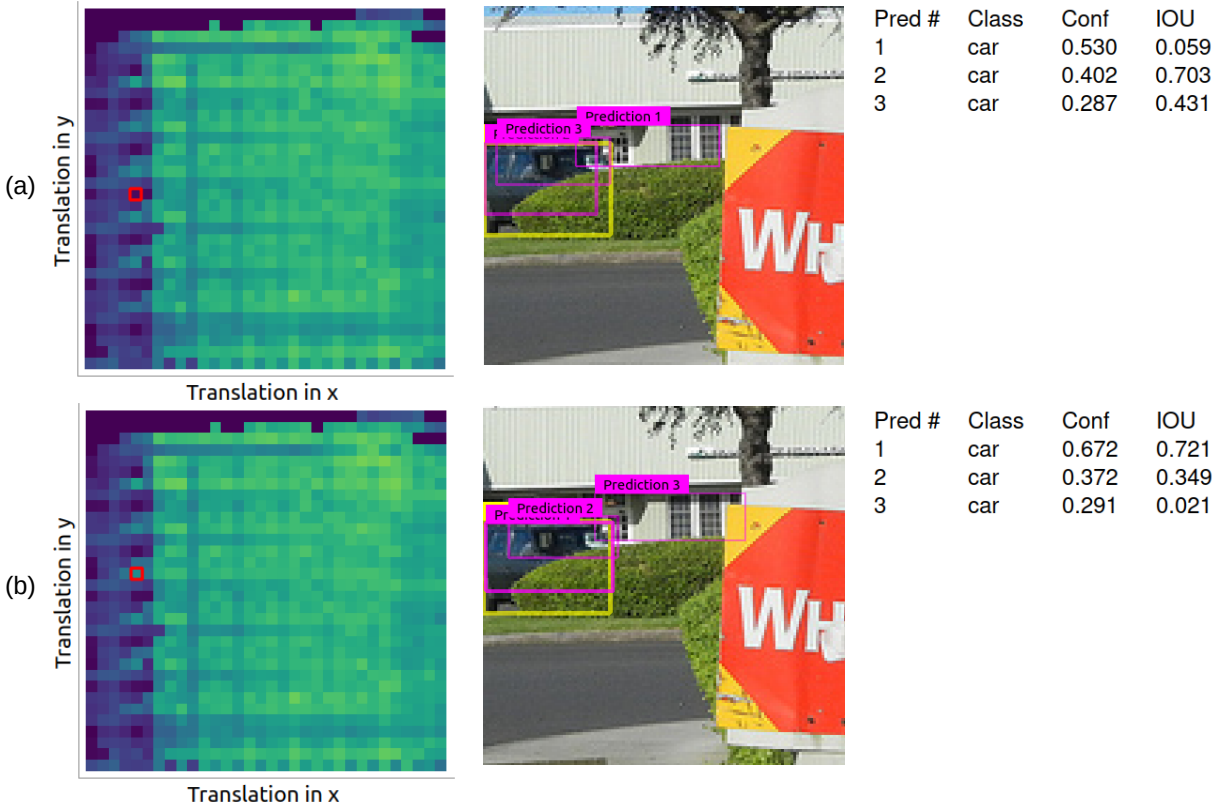 (a)
Translation in y
Translation in x
Prediction 1
Prediction 3
WH
Pred # Class Conf IOU
1 car 0.530 0.059
2 car 0.402 0.703
3 car 0.287 0.431
(b)
Translation in y
Translation in x
Prediction 3
Prediction 2
WH
Pred # Class Conf IOU
1 car 0.672 0.721
2 car 0.372 0.349
3 car 0.291 0.021